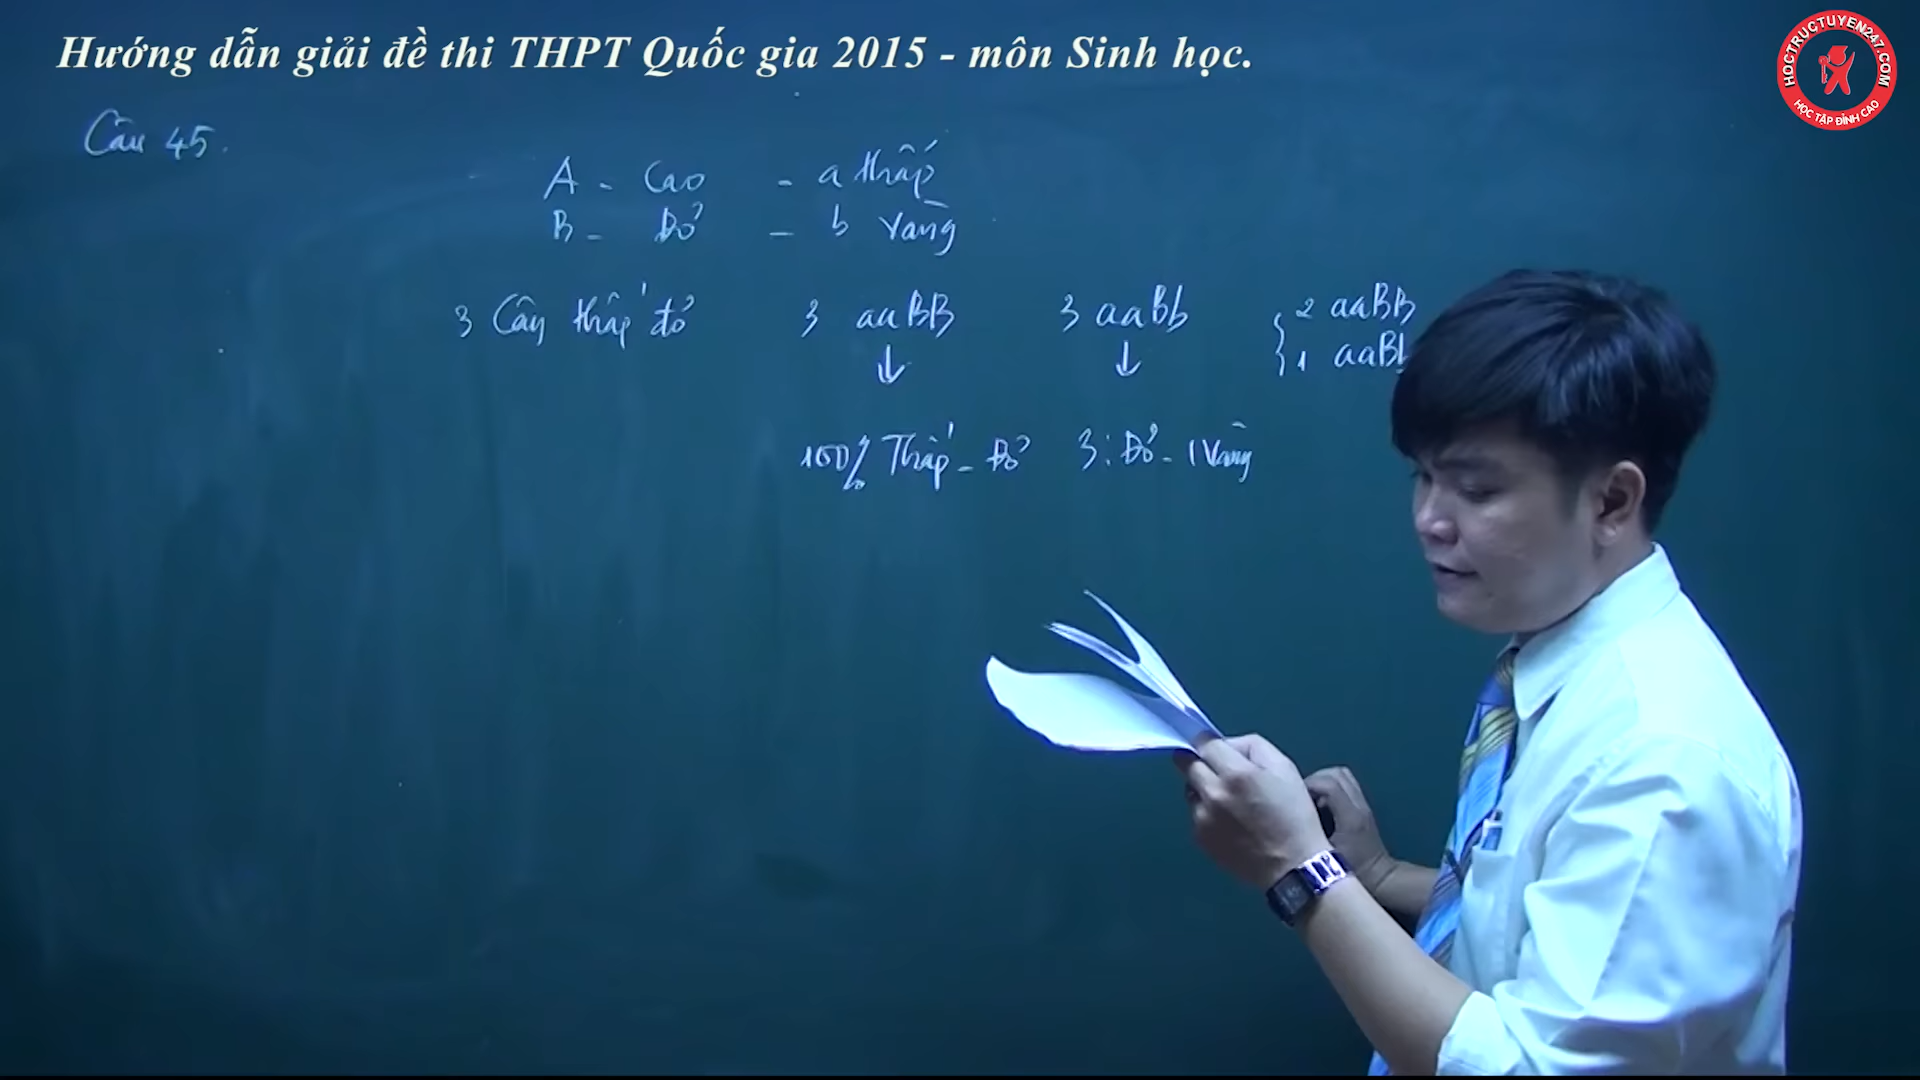 Hướng dẫn giải đề thi THPT Quốc gia 2015 - môn Sinh học.
HOCTRUCTUYEN247.COM
HỌC TẬP ĐỈNH CAO
Câu 45.
A - Cao - a thấp
B - Đỏ - b vàng
3 Cây thấp đỏ 3 aaBB 3 aaBb { 2 aaBB
1 aaBb
↓ ↓
100% Thấp - Đỏ 3: Đỏ - 1 Vàng